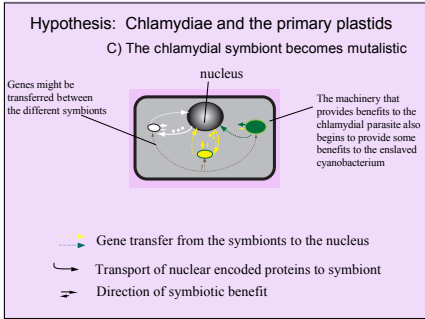 Hypothesis: Chlamydiae and the primary plastids
C) The chlamydial symbiont becomes mutalistic
nucleus
Genes might be
transferred between
the different symbionts
The machinery that
provides benefits to the
chlamydial parasite also
begins to provide some
benefits to the enslaved
cyanobacterium
?
Gene transfer from the symbionts to the nucleus
Transport of nuclear encoded proteins to symbiont
Direction of symbiotic benefit